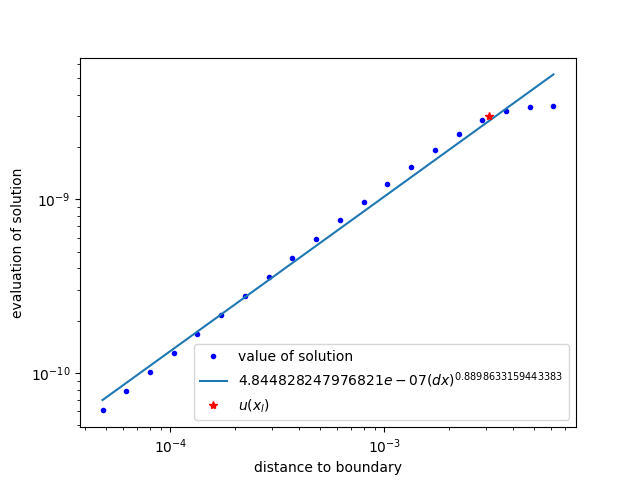 evaluation of solution
10⁻⁹
10⁻¹⁰
value of solution
4.844828247976821e − 07(dx)^0.8898633159443383
u(x_l)
10⁻⁴ 10⁻³
distance to boundary